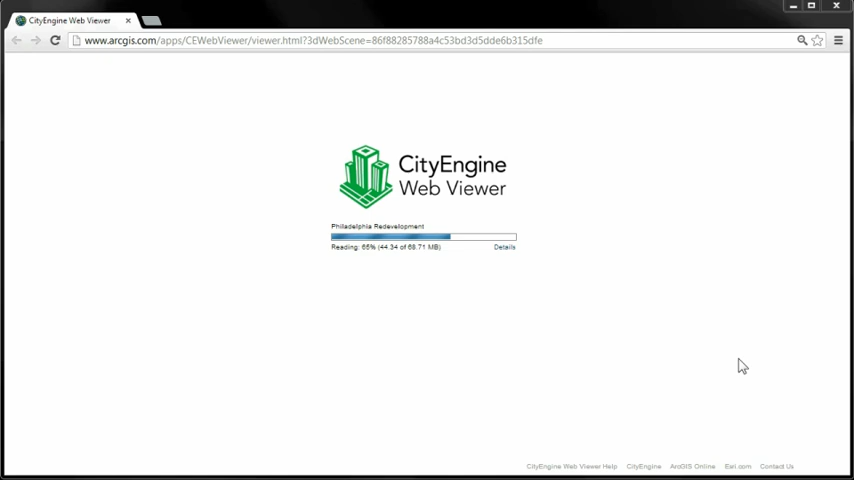 CityEngine Web Viewer
www.arcgis.com/apps/CEWebViewer/viewer.html?3dWebScene=86f88285788a4c53bd3d5dde6b315dfe
CityEngine
Web Viewer
Philadelphia Redevelopment
Reading: 65% (44.34 of 68.71 MB) Details
CityEngine Web Viewer Help CityEngine ArcGIS Online Esri.com Contact Us